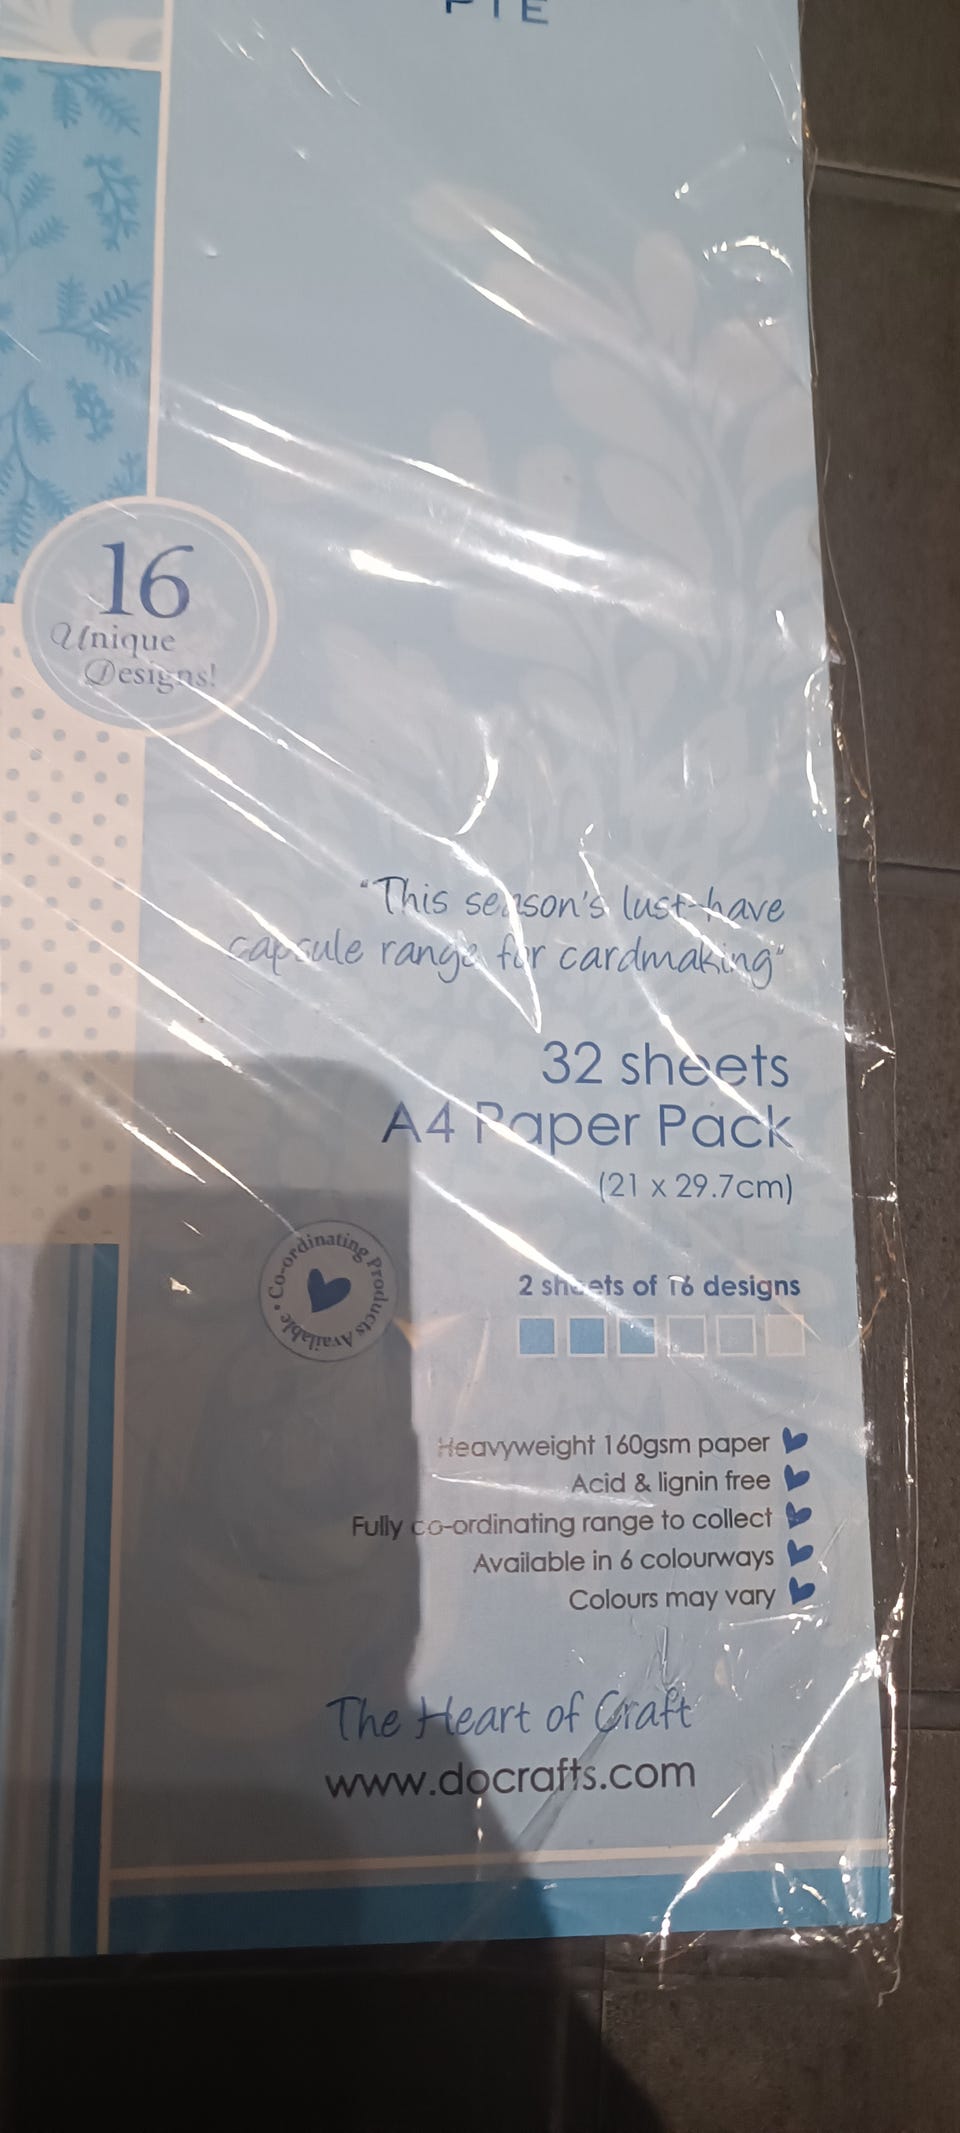 PIE
16
Unique
Designs!
"This season's lust-have
capsule range for cardmaking"
32 sheets
A4 Paper Pack
(21 x 29.7cm)
Co-ordinating Products Available •
2 sheets of 16 designs
Heavyweight 160gsm paper
Acid & lignin free
Fully co-ordinating range to collect
Available in 6 colourways
Colours may vary
The Heart of Craft
www.docrafts.com